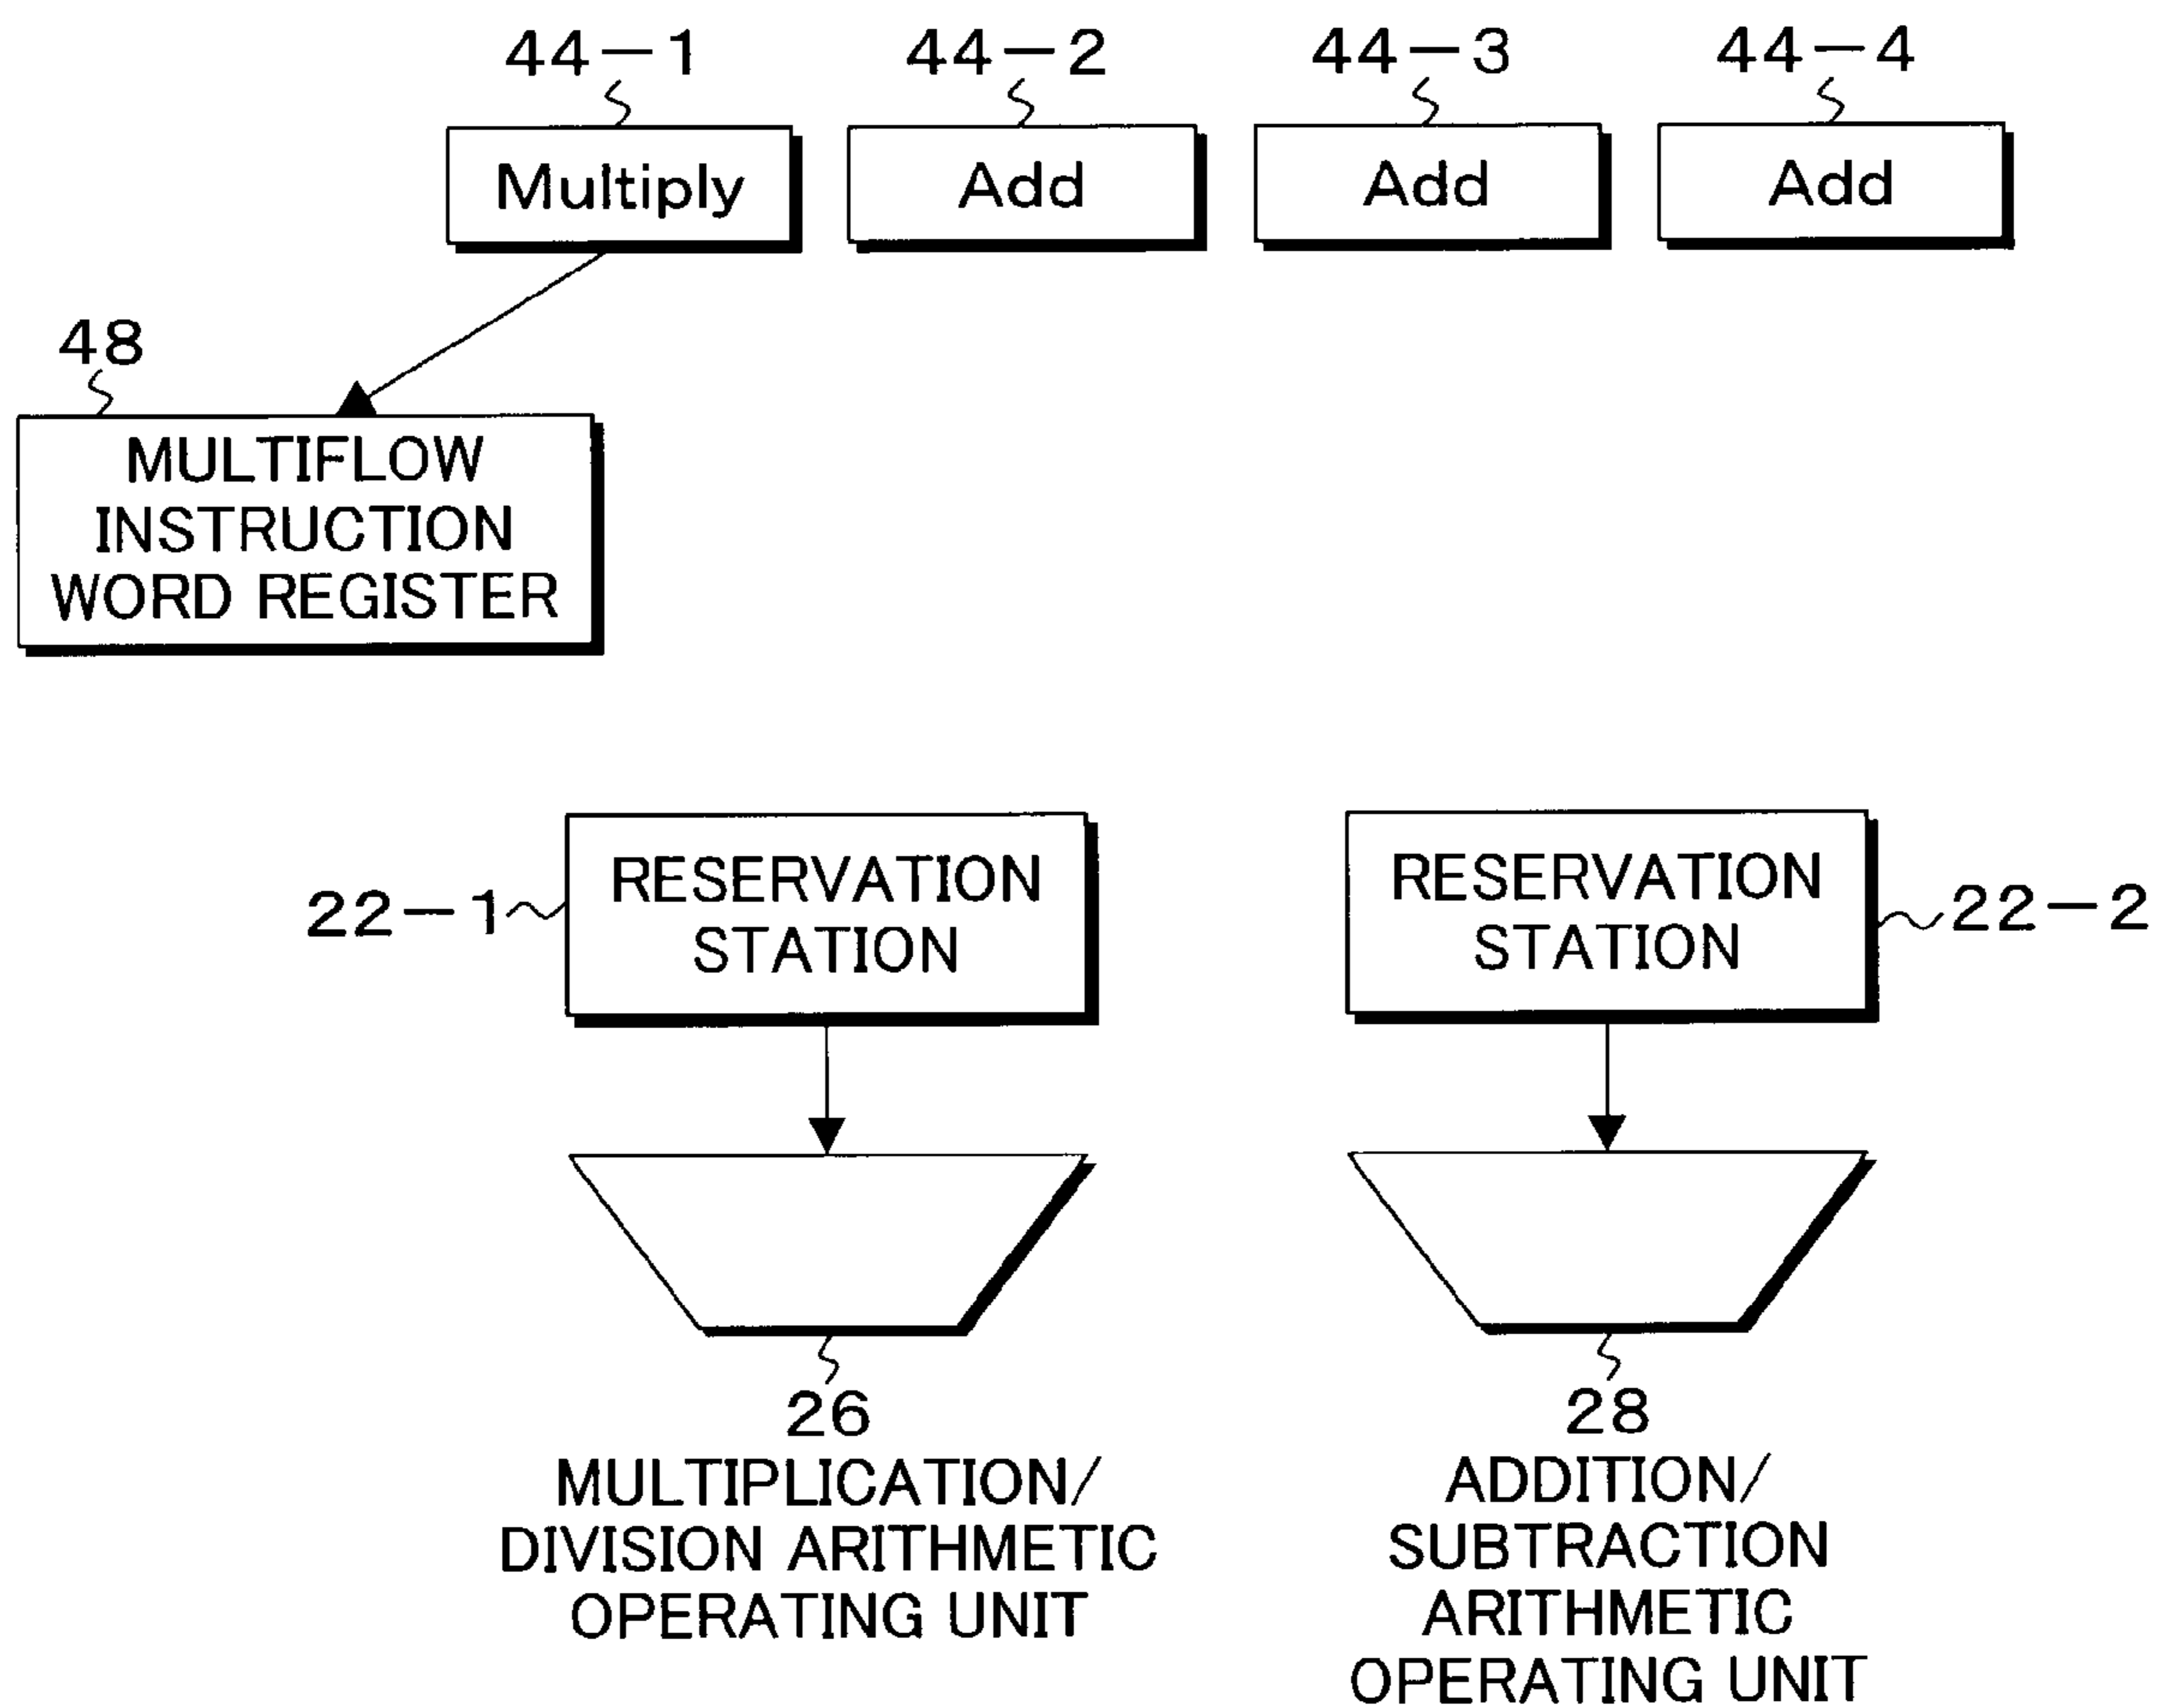 44-1 44-2 44-3 44-4
Multiply Add Add Add
48
MULTIFLOW
INSTRUCTION
WORD REGISTER
RESERVATION
STATION
22-1
RESERVATION
STATION
22-2
26
MULTIPLICATION/
DIVISION ARITHMETIC
OPERATING UNIT
28
ADDITION/
SUBTRACTION
ARITHMETIC
OPERATING UNIT